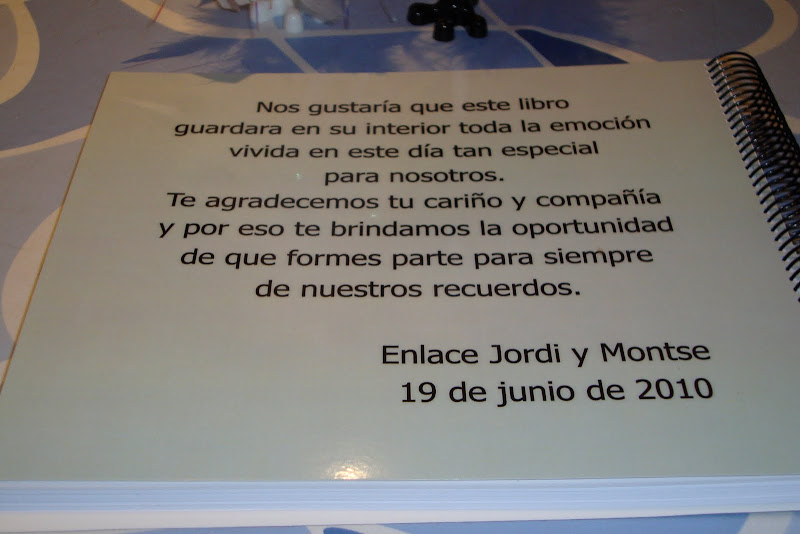 Nos gustaría que este libro
guardara en su interior toda la emoción
vivida en este día tan especial
para nosotros.
Te agradecemos tu cariño y compañía
y por eso te brindamos la oportunidad
de que formes parte para siempre
de nuestros recuerdos.
Enlace Jordi y Montse
19 de junio de 2010